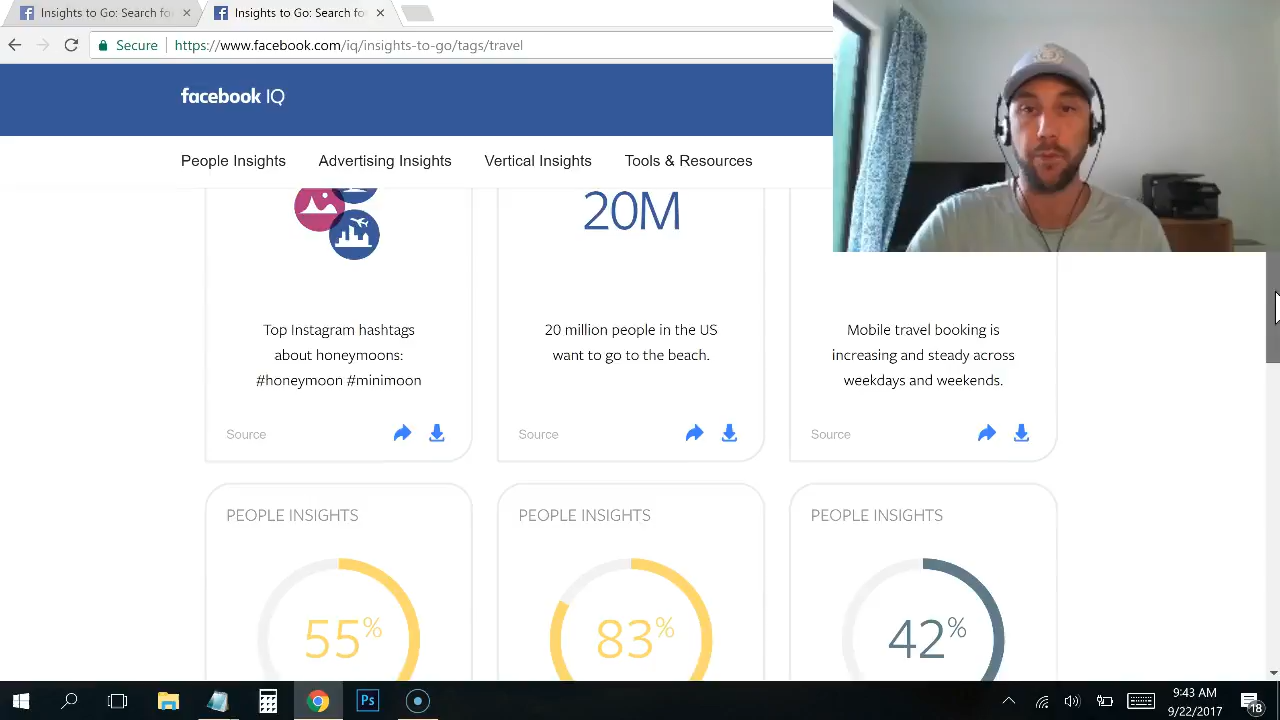 Insights to Go: Search fo
Insights to Go: Search for
Secure
https://www.facebook.com/iq/insights-to-go/tags/travel
facebook IQ
People Insights
Advertising Insights
Vertical Insights
Tools & Resources
20M
Top Instagram hashtags
about honeymoons:
#honeymoon #minimoon
Source
20 million people in the US
want to go to the beach.
Source
Mobile travel booking is
increasing and steady across
weekdays and weekends.
Source
PEOPLE INSIGHTS
55%
PEOPLE INSIGHTS
83%
PEOPLE INSIGHTS
42%
Ps
9:43 AM
9/22/2017
18